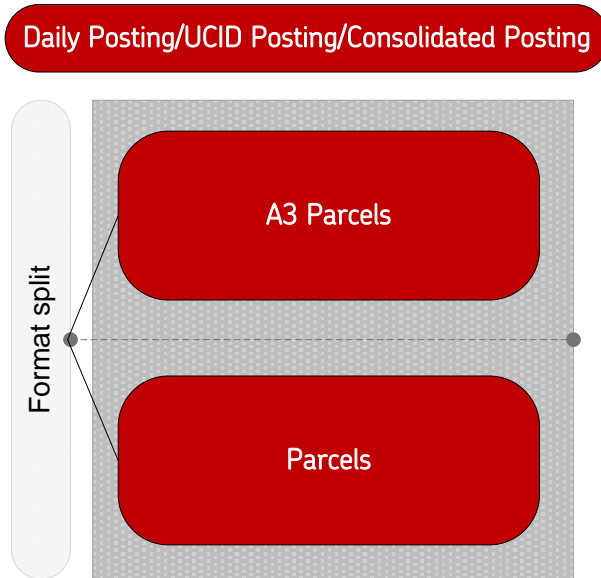 Daily Posting/UCID Posting/Consolidated Posting
Format split
A3 Parcels
Parcels